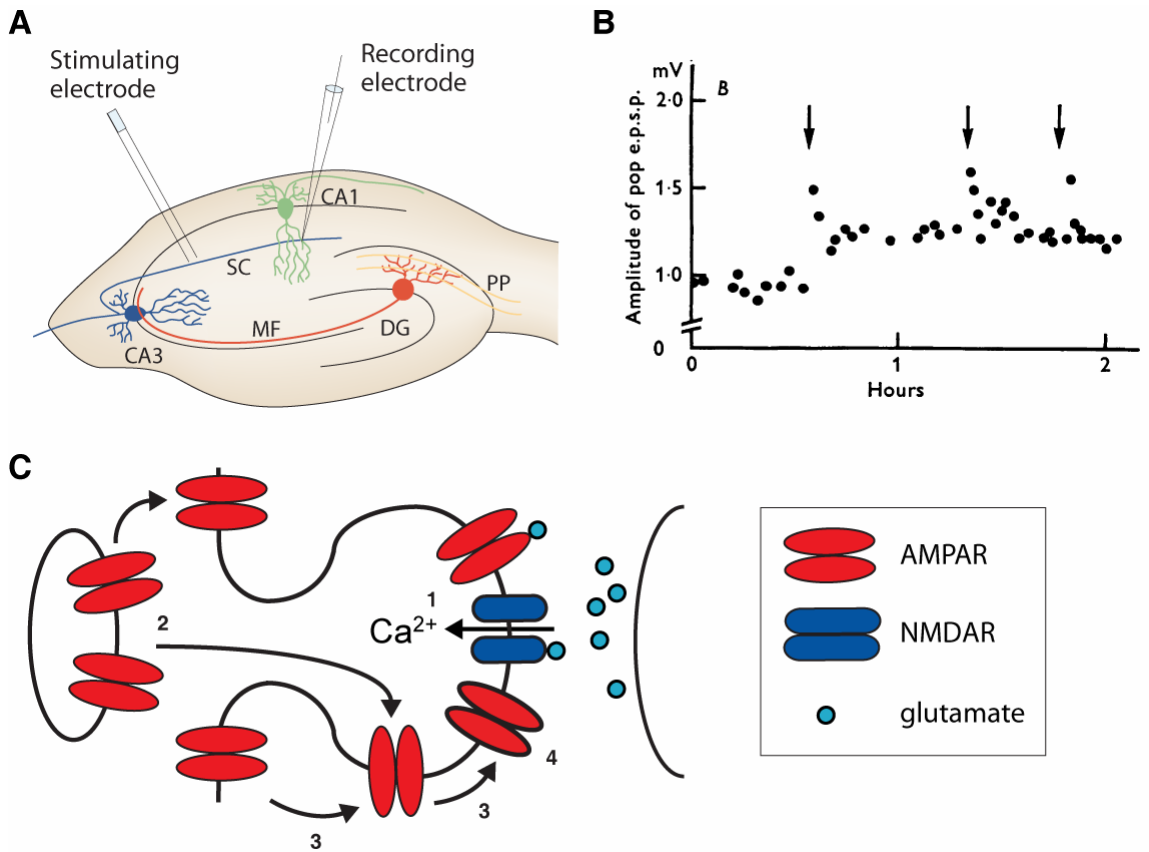 A
Stimulating
electrode
Recording
electrode
CA1
SC
PP
MF
DG
CA3
B
mV
B
2·0
1·5
1·0
0
Amplitude of pop e.p.s.p.
0
1
2
Hours
C
1
Ca2+
2
3
3
4
AMPAR
NMDAR
glutamate